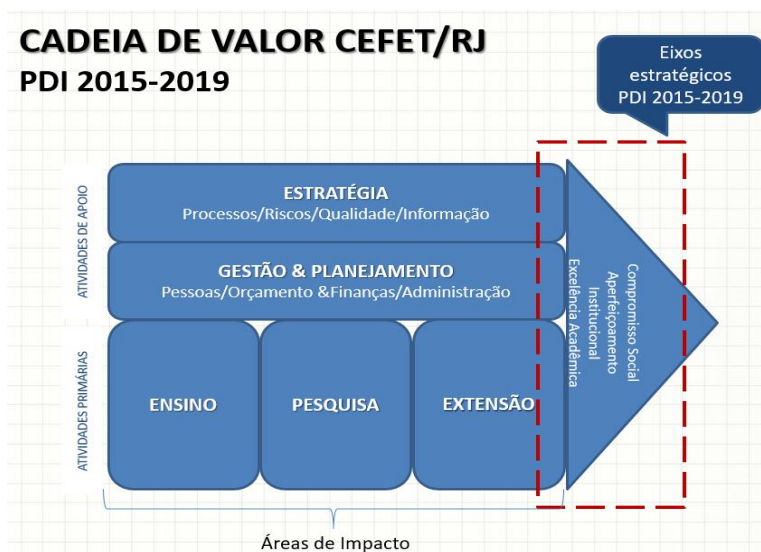 CADEIA DE VALOR CEFET/RJ
PDI 2015-2019
Eixos
estratégicos
PDI 2015-2019
ATIVIDADES DE APOIO
ESTRATÉGIA
Processos/Riscos/Qualidade/Informação
GESTÃO & PLANEJAMENTO
Pessoas/Orçamento &Finanças/Administração
ATIVIDADES PRIMÁRIAS
ENSINO
PESQUISA
EXTENSÃO
Compromisso Social
Aperfeiçoamento
Institucional
Excelência Acadêmica
Áreas de Impacto